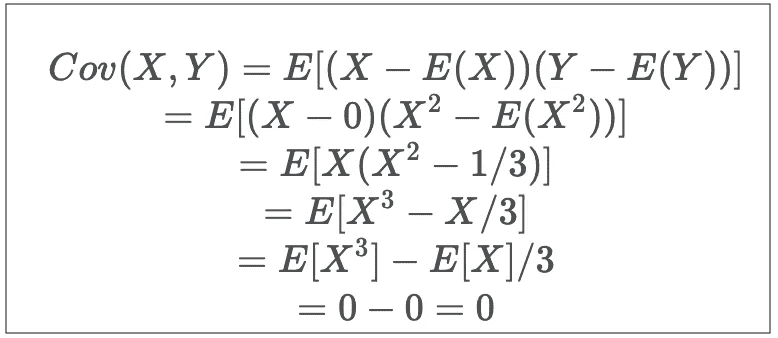 Cov(X, Y) = E[(X − E(X))(Y − E(Y))]
= E[(X − 0)(X² − E(X²))]
= E[X(X² − 1/3)]
= E[X³ − X/3]
= E[X³] − E[X]/3
= 0 − 0 = 0